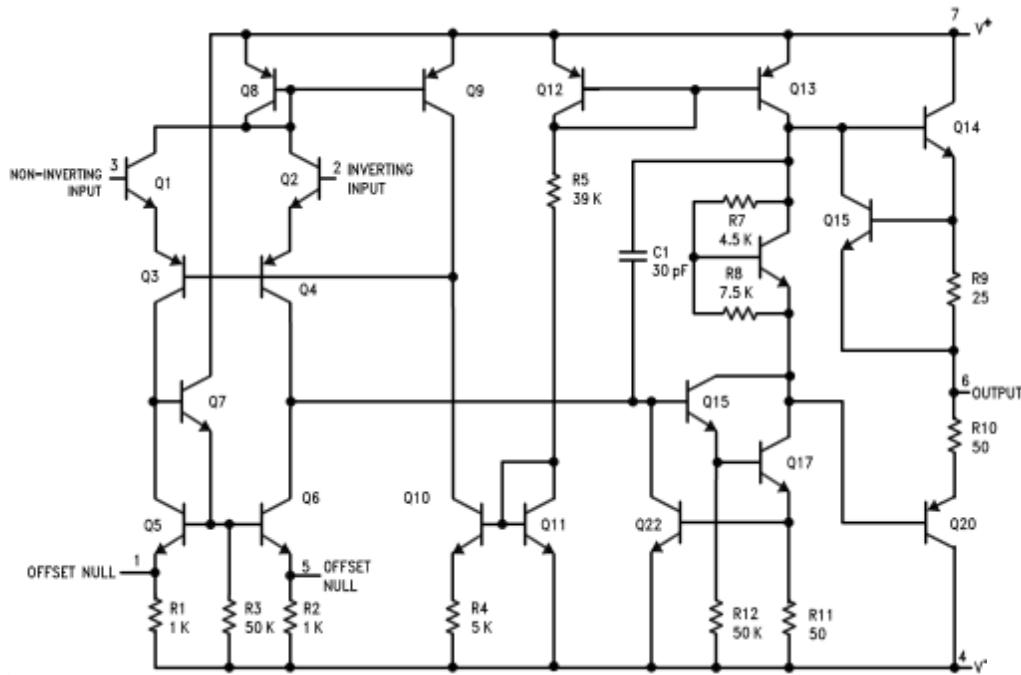 7
V+
Q8
Q9
Q12
Q13
Q14
3
NON-INVERTING
INPUT
Q1
Q2
2 INVERTING
INPUT
R5
39 K
R7
4.5 K
Q15
C1
30 pF
R8
7.5 K
Q3
Q4
R9
25
Q7
6
OUTPUT
Q15
R10
50
Q17
Q5
Q6
Q10
Q11
Q22
Q20
1
OFFSET NULL
5
OFFSET
NULL
R1
1 K
R3
50 K
R2
1 K
R4
5 K
R12
50 K
R11
50
4
V-